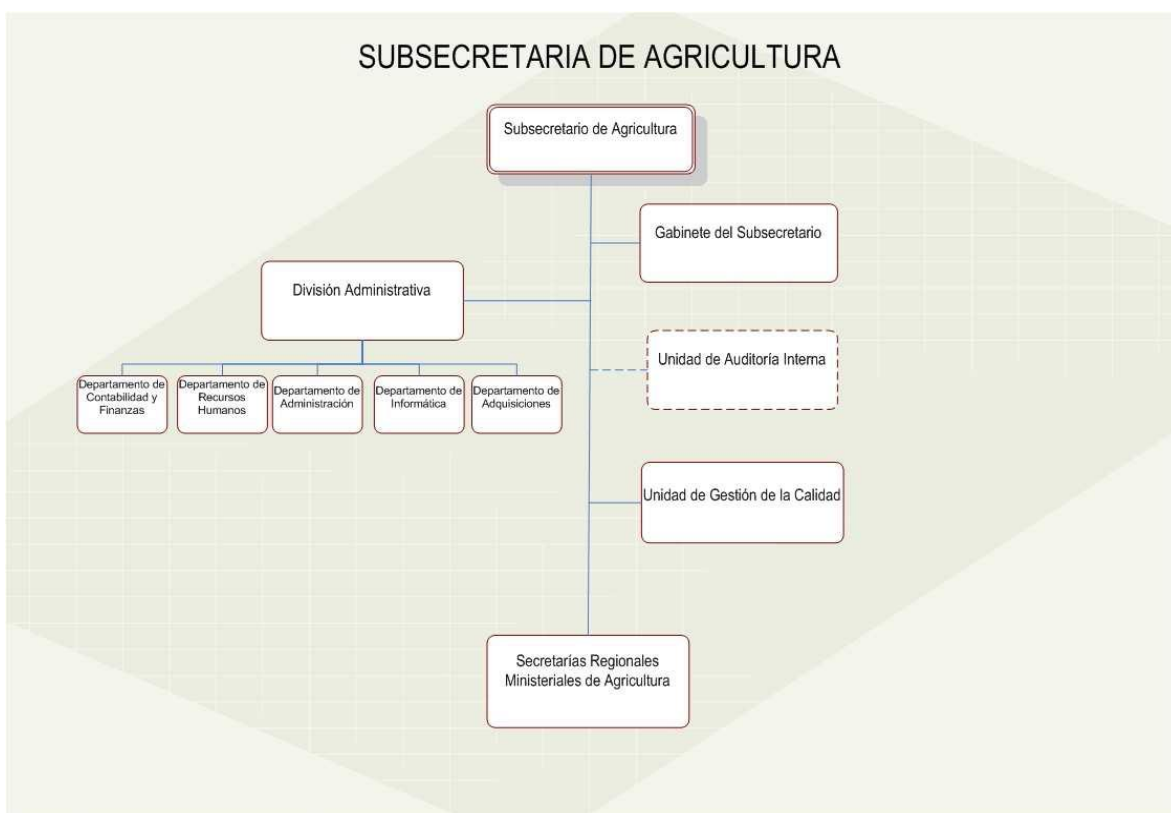 SUBSECRETARIA DE AGRICULTURA
Subsecretario de Agricultura
Gabinete del Subsecretario
División Administrativa
Unidad de Auditoría Interna
Departamento de
Contabilidad y
Finanzas
Departamento de
Recursos
Humanos
Departamento de
Administración
Departamento de
Informática
Departamento de
Adquisiciones
Unidad de Gestión de la Calidad
Secretarias Regionales
Ministeriales de Agricultura